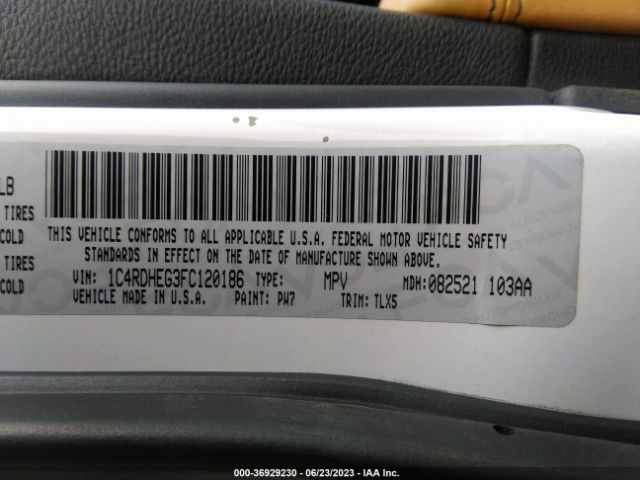 LB
TIRES
COLD
TIRES
COLD
THIS VEHICLE CONFORMS TO ALL APPLICABLE U.S.A. FEDERAL MOTOR VEHICLE SAFETY
STANDARDS IN EFFECT ON THE DATE OF MANUFACTURE SHOWN ABOVE.
VIN: 1C4RDHEG3FC120186 TYPE: MPV MDH:082521 103AA
VEHICLE MADE IN U.S.A. PAINT: PW7 TRIM: TLX5
000-36929230 - 06/23/2023 - IAA Inc.